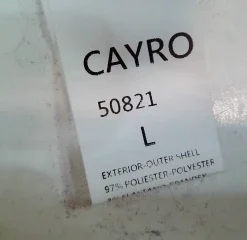 CAYRO
50821
L
EXTERIOR-OUTER SHELL
97% POLIESTER-POLYESTER